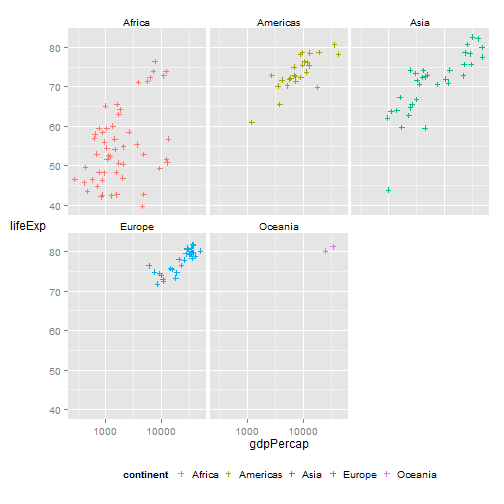 Africa Americas Asia
80
70
60
50
40
lifeExp
Europe Oceania
80
70
60
50
40
1000 10000 1000 10000
gdpPercap
continent Africa Americas Asia Europe Oceania